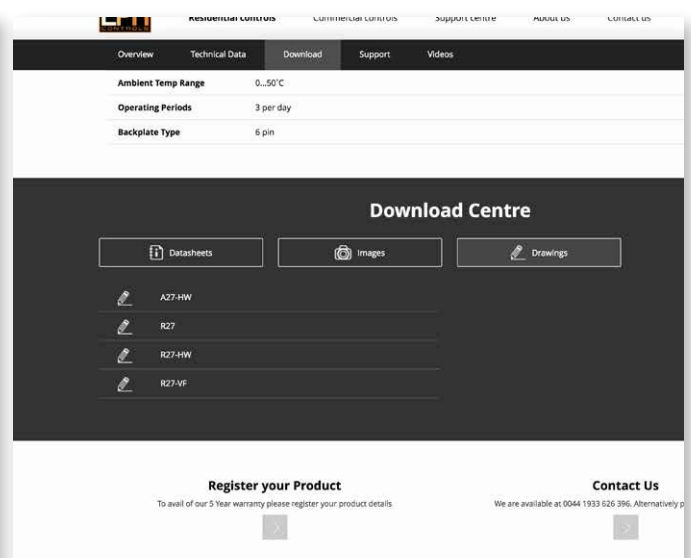 CONTROLS
Residential controls Commercial controls Support centre About us Contact us
Overview Technical Data Download Support Videos
Ambient Temp Range 0...50°C
Operating Periods 3 per day
Backplate Type 6 pin
Download Centre
Datasheets Images Drawings
A27-HW
R27
R27-HW
R27-VF
Register your Product Contact Us
To avail of our 5 Year warranty please register your product details We are available at 0044 1933 626 396. Alternatively p